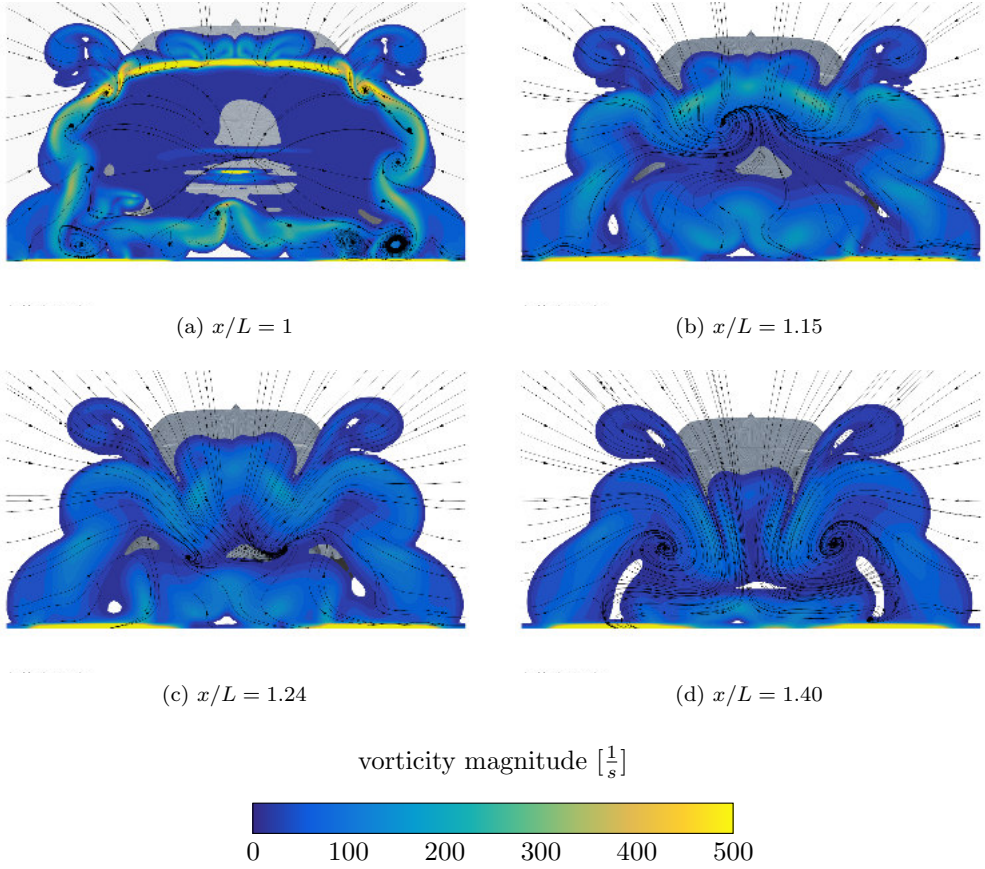 (a) x/L = 1
(b) x/L = 1.15
(c) x/L = 1.24
(d) x/L = 1.40
vorticity magnitude [1/s]
0 100 200 300 400 500